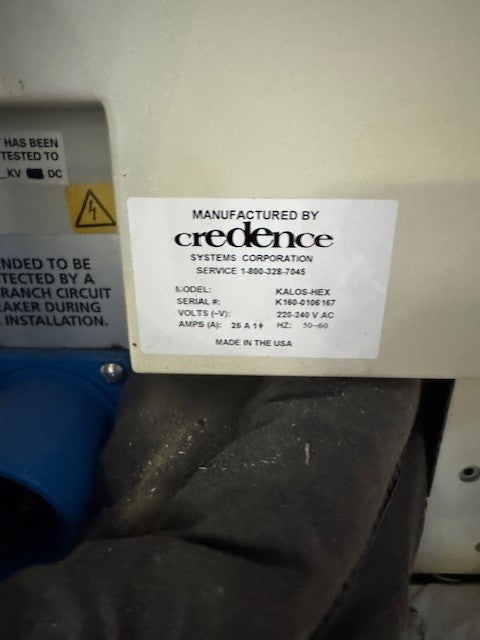 HAS BEEN
TESTED TO
KV DC
NDED TO BE
TECTED BY A
RANCH CIRCUIT
EAKER DURING
INSTALLATION.
MANUFACTURED BY
credence
SYSTEMS CORPORATION
SERVICE 1-800-328-7045
MODEL: KALOS-HEX
SERIAL #: K160-0106167
VOLTS (~V): 220-240 V AC
AMPS (A): 25 A 1Φ HZ: 50-60
MADE IN THE USA